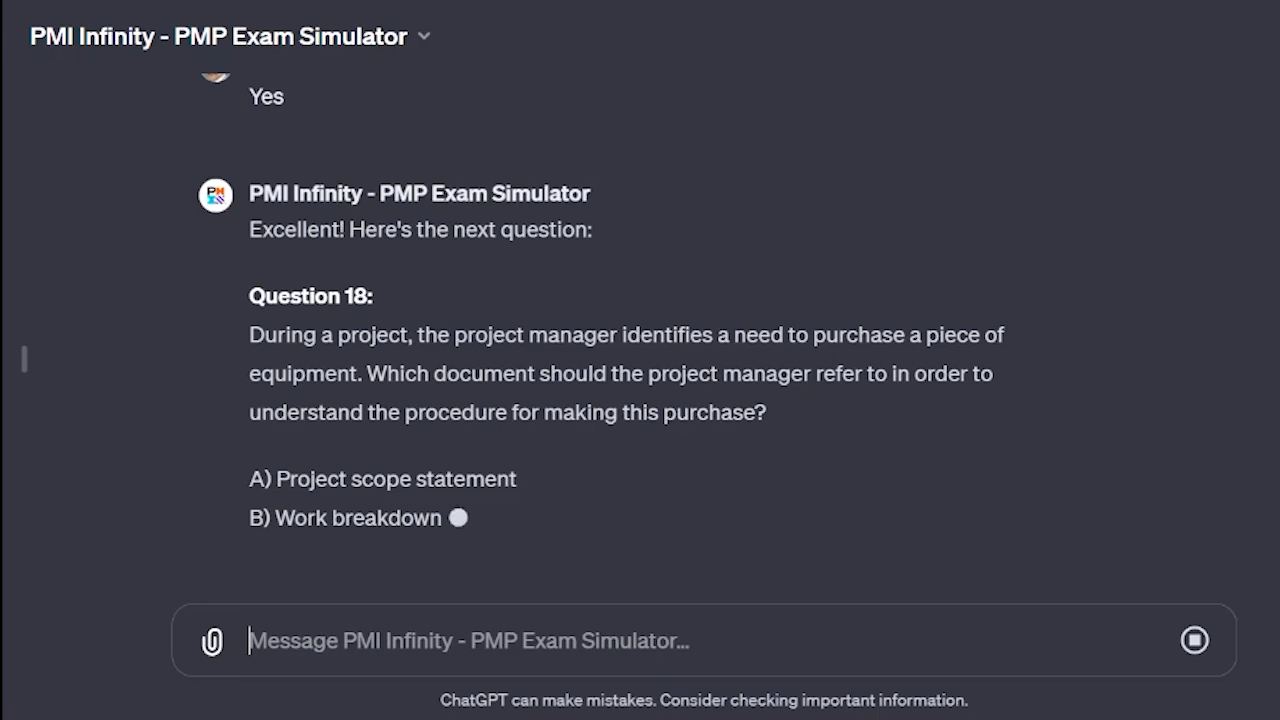 PMI Infinity - PMP Exam Simulator
Yes
PMI Infinity - PMP Exam Simulator
Excellent! Here's the next question:
Question 18:
During a project, the project manager identifies a need to purchase a piece of
equipment. Which document should the project manager refer to in order to
understand the procedure for making this purchase?
A) Project scope statement
B) Work breakdown
Message PMI Infinity - PMP Exam Simulator...
ChatGPT can make mistakes. Consider checking important information.